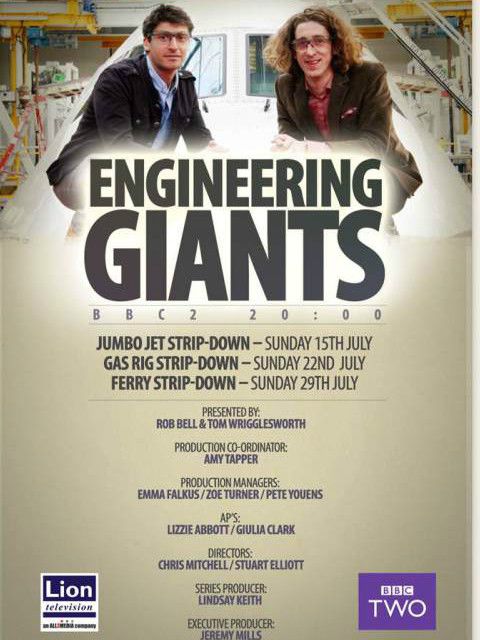 ENGINEERING
GIANTS
BBC2 20:00
JUMBO JET STRIP-DOWN – SUNDAY 15TH JULY
GAS RIG STRIP-DOWN – SUNDAY 22ND JULY
FERRY STRIP-DOWN – SUNDAY 29TH JULY
PRESENTED BY:
ROB BELL & TOM WRIGGLESWORTH
PRODUCTION CO-ORDINATOR:
AMY TAPPER
PRODUCTION MANAGERS:
EMMA FALKUS / ZOE TURNER / PETE YOUENS
AP'S:
LIZZIE ABBOTT / GIULIA CLARK
DIRECTORS:
CHRIS MITCHELL / STUART ELLIOTT
SERIES PRODUCER:
LINDSAY KEITH
EXECUTIVE PRODUCER:
JEREMY MILLS
Lion
television
an ALL3MEDIA company
BBC
TWO